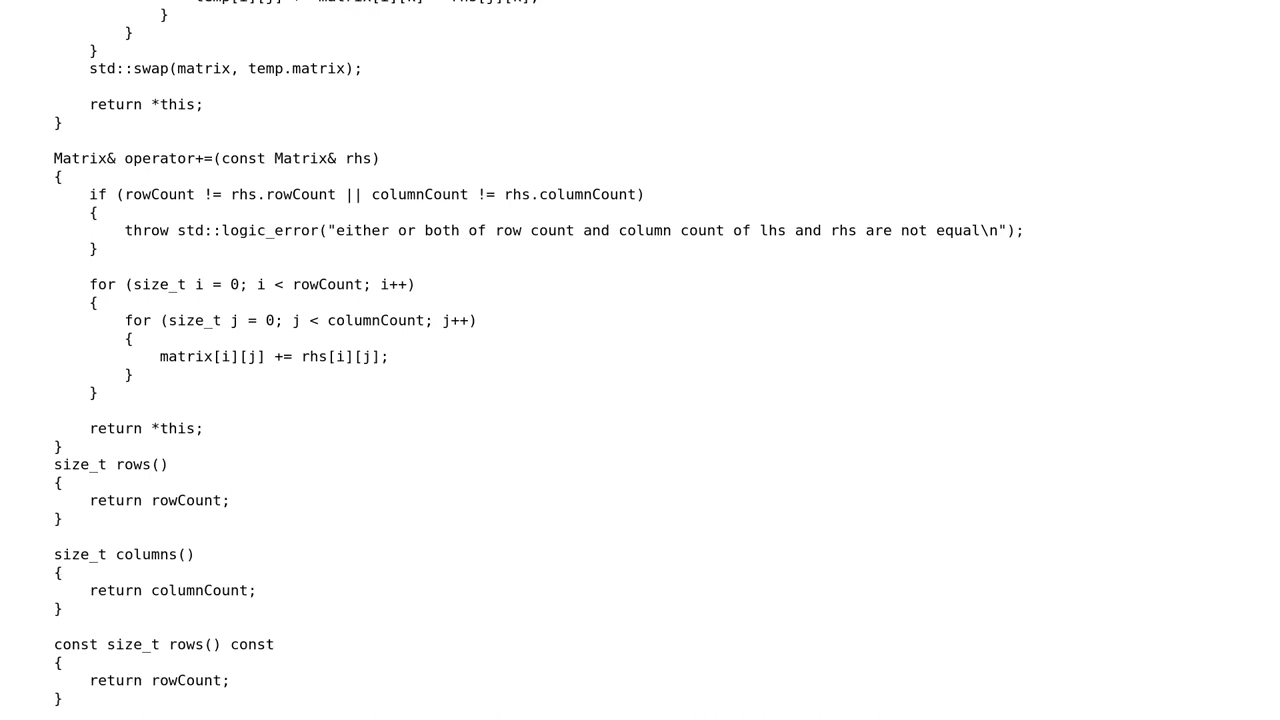 }
}
}
std::swap(matrix, temp.matrix);
return *this;
}
Matrix& operator+=(const Matrix& rhs)
{
if (rowCount != rhs.rowCount || columnCount != rhs.columnCount)
{
throw std::logic_error("either or both of row count and column count of lhs and rhs are not equal\n");
}
for (size_t i = 0; i < rowCount; i++)
{
for (size_t j = 0; j < columnCount; j++)
{
matrix[i][j] += rhs[i][j];
}
}
return *this;
}
size_t rows()
{
return rowCount;
}
size_t columns()
{
return columnCount;
}
const size_t rows() const
{
return rowCount;
}